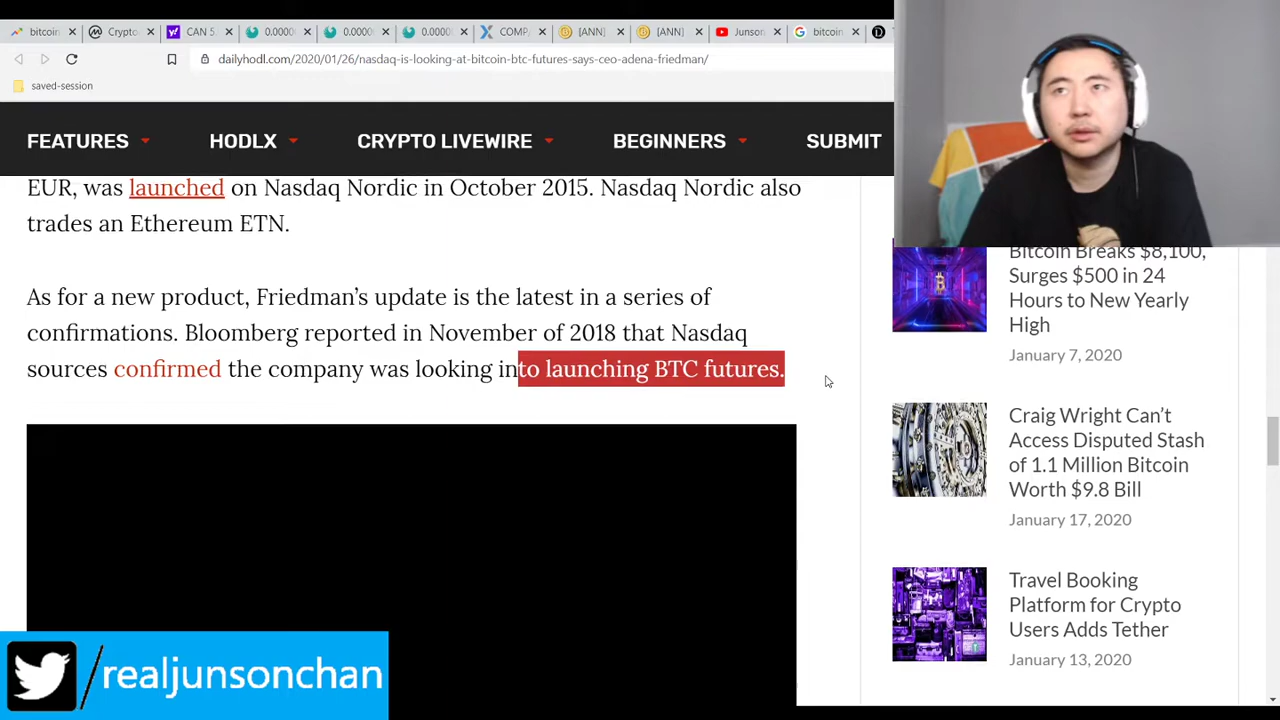 bitcoin
Crypto
CAN 5
0.0000
0.0000
0.0000
COMP.
[ANN]
[ANN]
Junson
bitcoin
dailyhodl.com/2020/01/26/nasdaq-is-looking-at-bitcoin-btc-futures-says-ceo-adena-friedman/
saved-session
FEATURES
HODLX
CRYPTO LIVEWIRE
BEGINNERS
SUBMIT
EUR, was launched on Nasdaq Nordic in October 2015. Nasdaq Nordic also
trades an Ethereum ETN.
As for a new product, Friedman’s update is the latest in a series of
confirmations. Bloomberg reported in November of 2018 that Nasdaq
sources confirmed the company was looking into launching BTC futures.
Bitcoin Breaks $8,100,
Surges $500 in 24
Hours to New Yearly
High
January 7, 2020
Craig Wright Can’t
Access Disputed Stash
of 1.1 Million Bitcoin
Worth $9.8 Bill
January 17, 2020
Travel Booking
Platform for Crypto
Users Adds Tether
January 13, 2020
/realjunsonchan